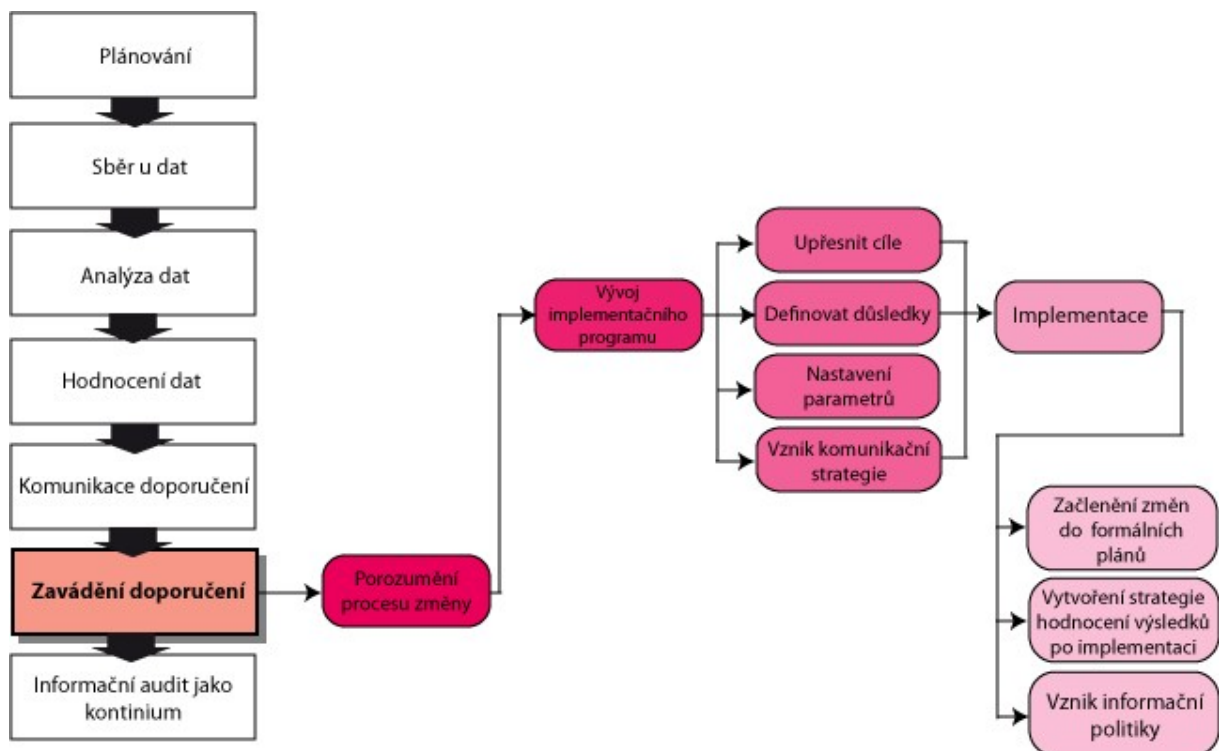 Plánování
Sběr u dat
Analýza dat
Hodnocení dat
Komunikace doporučení
Zavádění doporučení
Informační audit jako
kontinium
Porozumění
procesu změny
Vývoj
implementačního
programu
Upřesnit cíle
Definovat důsledky
Nastavení
parametrů
Vznik komunikační
strategie
Implementace
Začlenění změn
do formálních
plánů
Vytvoření strategie
hodnocení výsledků
po implementaci
Vznik informační
politiky